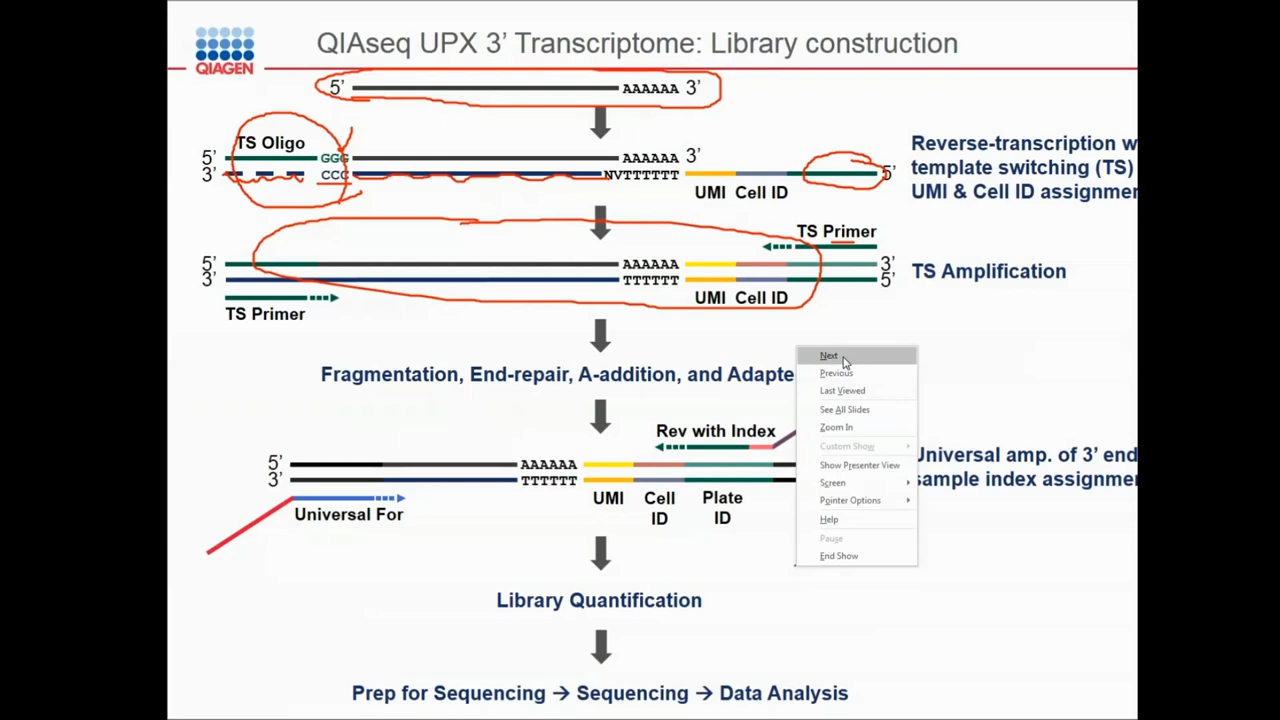 QIAGEN
QIAseq UPX 3’ Transcriptome: Library construction
5’ AAAAAA 3’
TS Oligo
5’ GGG AAAAAA 3’
3’ CCC NVTTTTTT 5’
UMI Cell ID
Reverse-transcription w
template switching (TS)
UMI & Cell ID assignme
TS Primer
5’ AAAAAA 3’
3’ TTTTTT 5’
UMI Cell ID
TS Primer
TS Amplification
Fragmentation, End-repair, A-addition, and Adapte
Rev with Index
5’ AAAAAA
3’ TTTTTT
UMI Cell ID Plate ID
Universal For
Universal amp. of 3’ end
sample index assignme
Next
Previous
Last Viewed
See All Slides
Zoom In
Custom Show
Show Presenter View
Screen
Pointer Options
Help
Pause
End Show
Library Quantification
Prep for Sequencing → Sequencing → Data Analysis